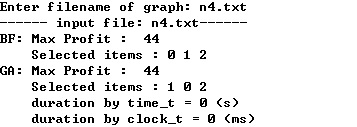 Enter filename of graph: n4.txt
------ input file: n4.txt------
BF: Max Profit :  44
    Selected items : 0 1 2
GA: Max Profit :  44
    Selected items : 1 0 2
    duration by time_t = 0 (s)
    duration by clock_t = 0 (ms)